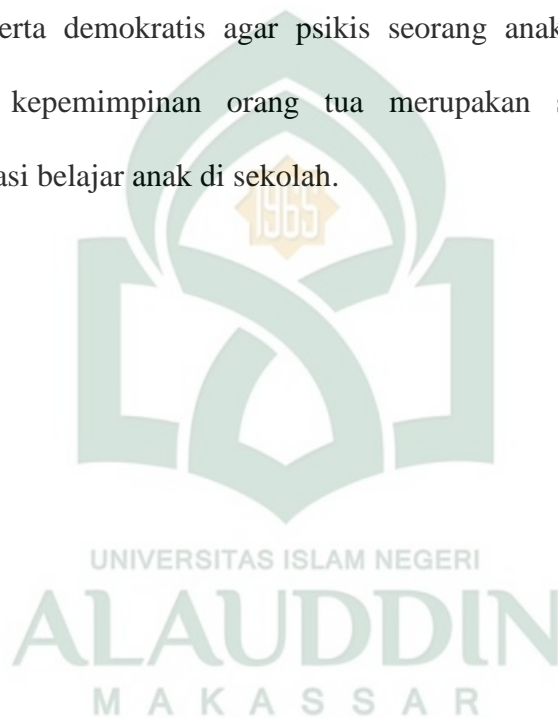 erta demokratis agar psikis seorang anak
kepemimpinan orang tua merupakan s
asi belajar anak di sekolah.
1965
UNIVERSITAS ISLAM NEGERI
ALAUDDIN
MAKASSAR